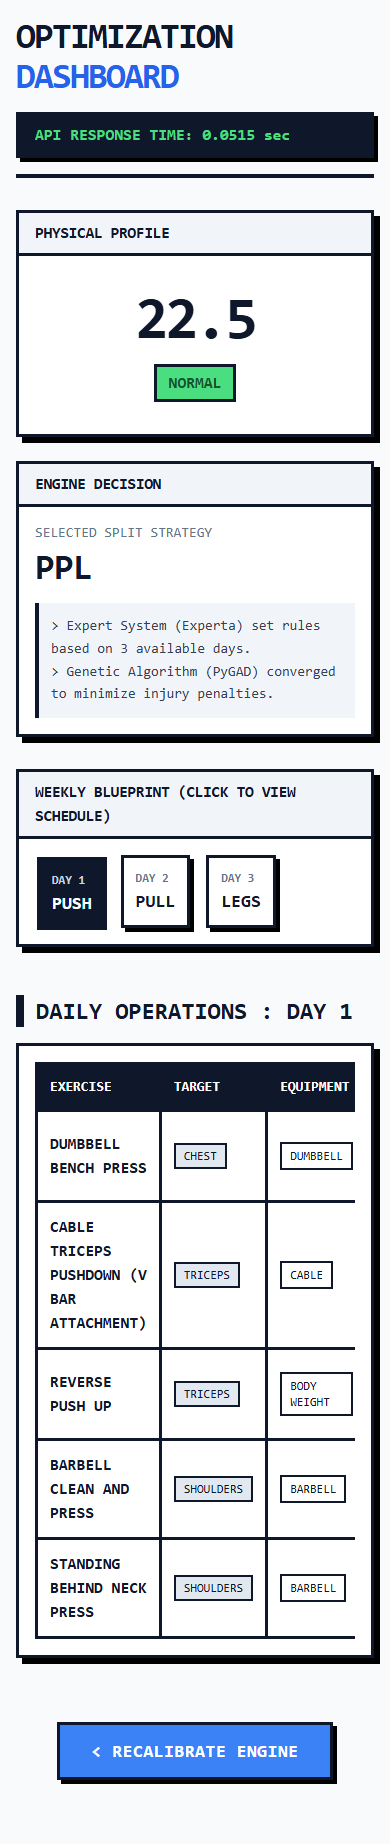 OPTIMIZATION
DASHBOARD
API RESPONSE TIME: 0.0515 sec
PHYSICAL PROFILE
22.5
NORMAL
ENGINE DECISION
SELECTED SPLIT STRATEGY
PPL
> Expert System (Experta) set rules
based on 3 available days.
> Genetic Algorithm (PyGAD) converged
to minimize injury penalties.
WEEKLY BLUEPRINT (CLICK TO VIEW
SCHEDULE)
DAY 1 DAY 2 DAY 3
PUSH PULL LEGS
DAILY OPERATIONS : DAY 1
EXERCISE TARGET EQUIPMENT
DUMBBELL
BENCH PRESS
CHEST
DUMBBELL
CABLE
TRICEPS
PUSHDOWN (V
BAR
ATTACHMENT)
TRICEPS
CABLE
REVERSE
PUSH UP
TRICEPS
BODY
WEIGHT
BARBELL
CLEAN AND
PRESS
SHOULDERS
BARBELL
STANDING
BEHIND NECK
PRESS
SHOULDERS
BARBELL
< RECALIBRATE ENGINE